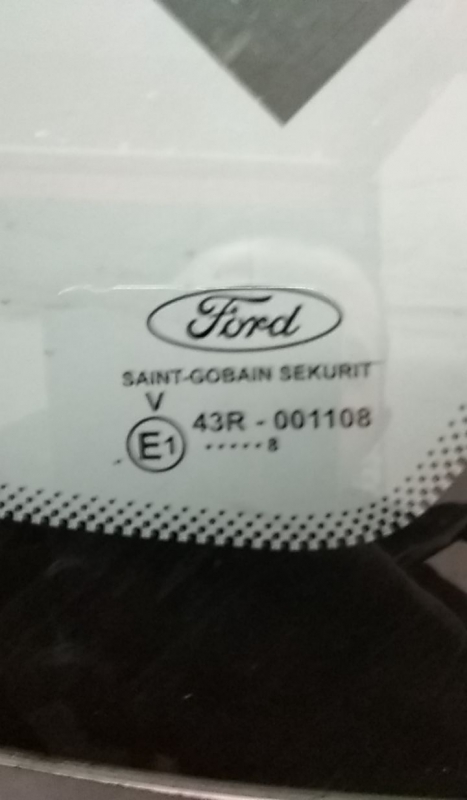 Ford
SAINT-GOBAIN SEKURIT
V
E1 43R - 001108
·····8